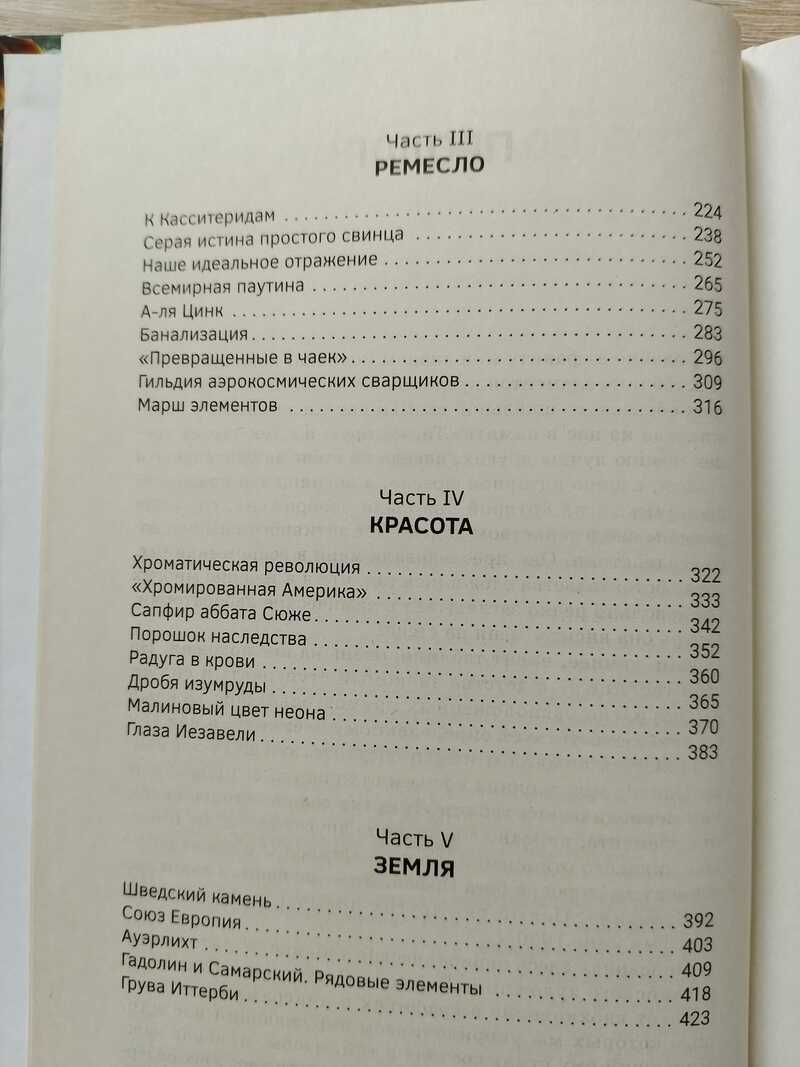 Часть III
РЕМЕСЛО
К Касситеридам 224
Серая истина простого свинца 238
Наше идеальное отражение 252
Всемирная паутина 265
А-ля Цинк 275
Банализация 283
«Превращенные в чаек» 296
Гильдия аэрокосмических сварщиков 309
Марш элементов 316
Часть IV
КРАСОТА
Хроматическая революция 322
«Хромированная Америка» 333
Сапфир аббата Сюже 342
Порошок наследства 352
Радуга в крови 360
Дробя изумруды 365
Малиновый цвет неона 370
Глаза Иезавели 383
Часть V
ЗЕМЛЯ
Шведский камень 392
Союз Европия 403
Ауэрлихт 409
Гадолин и Самарский. Рядовые элементы 418
Грува Иттерби 423